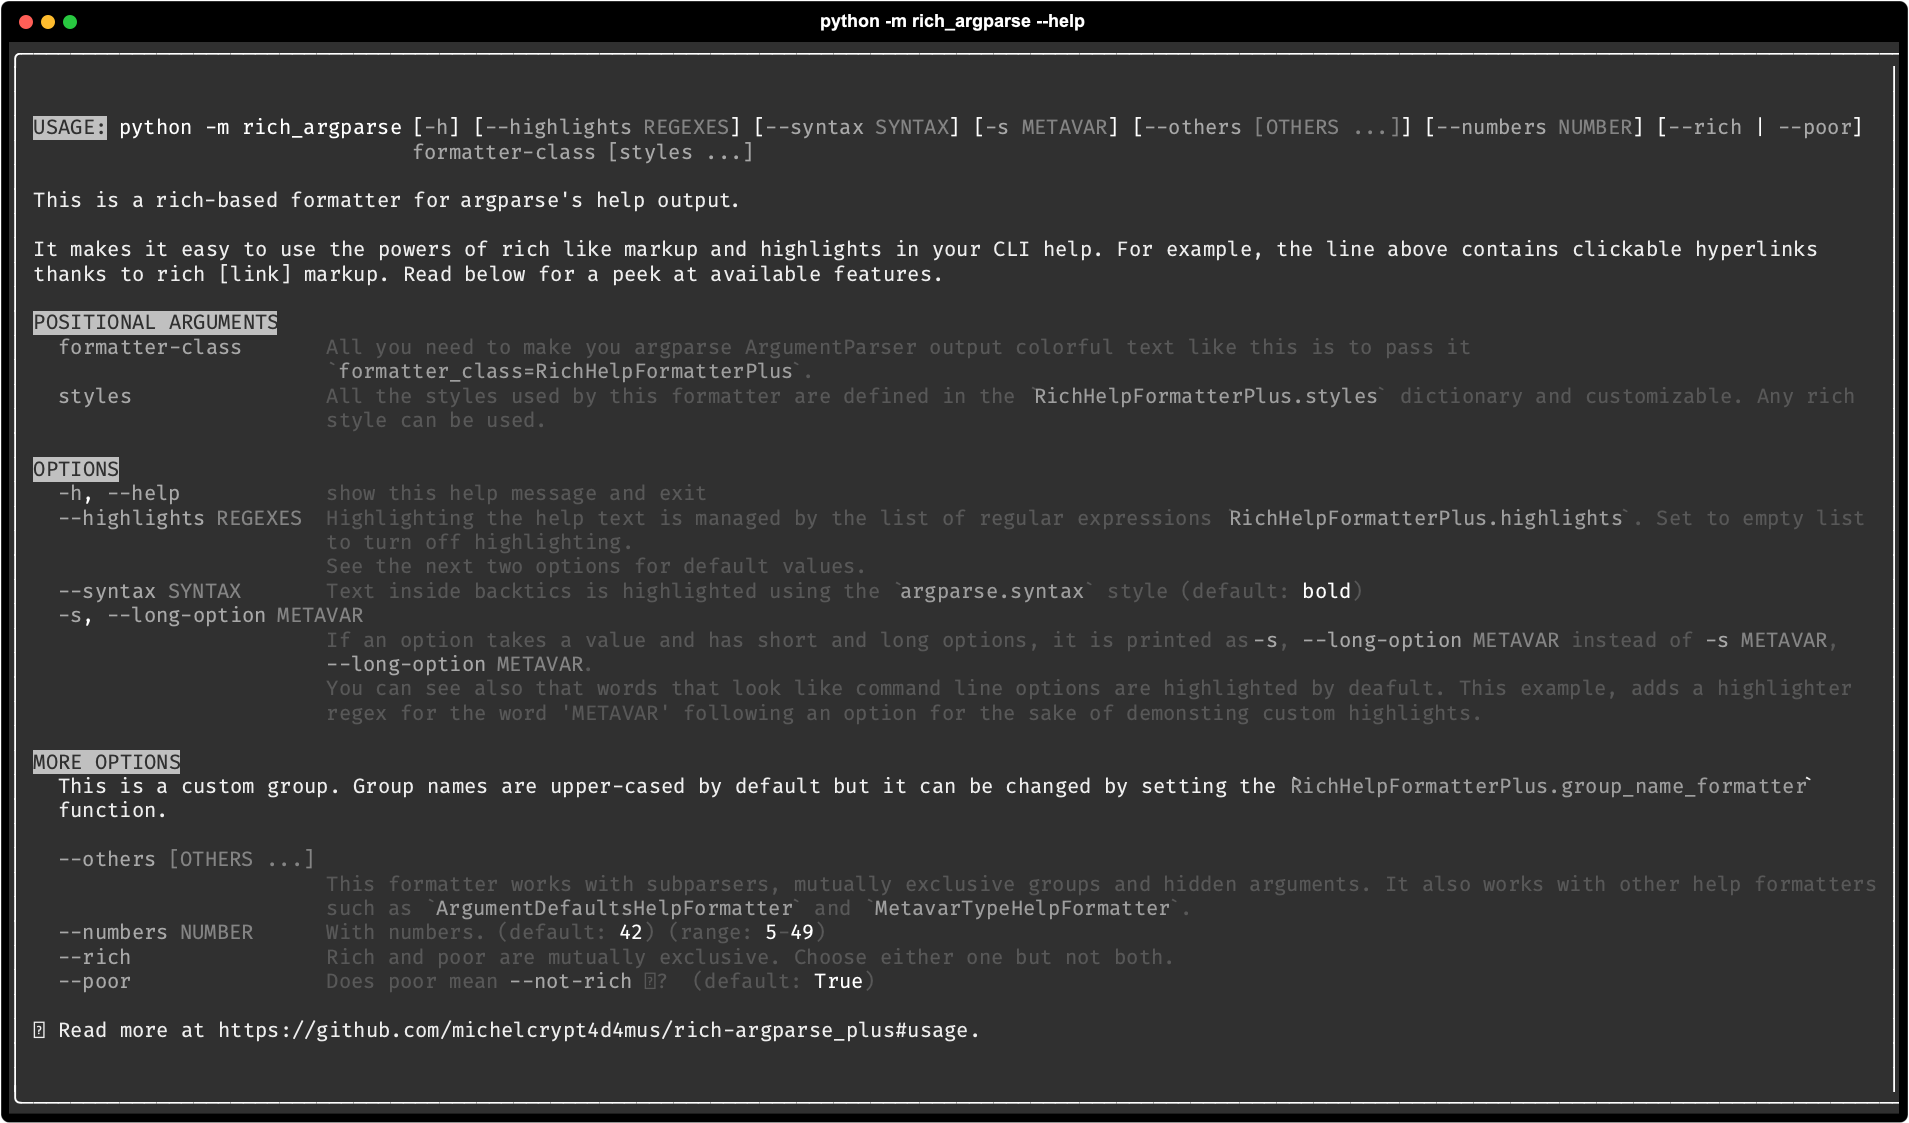 python -m rich_argparse --help
USAGE: python -m rich_argparse [-h] [--highlights REGEXES] [--syntax SYNTAX] [-s METAVAR] [--others [OTHERS ...]] [--numbers NUMBER] [--rich | --poor]
formatter-class [styles ...]
This is a rich-based formatter for argparse's help output.
It makes it easy to use the powers of rich like markup and highlights in your CLI help. For example, the line above contains clickable hyperlinks
thanks to rich [link] markup. Read below for a peek at available features.
POSITIONAL ARGUMENTS
formatter-class All you need to make you argparse ArgumentParser output colorful text like this is to pass it
`formatter_class=RichHelpFormatterPlus`.
styles All the styles used by this formatter are defined in the `RichHelpFormatterPlus.styles` dictionary and customizable. Any rich
style can be used.
OPTIONS
-h, --help show this help message and exit
--highlights REGEXES Highlighting the help text is managed by the list of regular expressions `RichHelpFormatterPlus.highlights`. Set to empty list
to turn off highlighting.
See the next two options for default values.
--syntax SYNTAX Text inside backtics is highlighted using the `argparse.syntax` style (default: bold)
-s, --long-option METAVAR
If an option takes a value and has short and long options, it is printed as -s, --long-option METAVAR instead of -s METAVAR,
--long-option METAVAR.
You can see also that words that look like command line options are highlighted by deafult. This example, adds a highlighter
regex for the word 'METAVAR' following an option for the sake of demonsting custom highlights.
MORE OPTIONS
This is a custom group. Group names are upper-cased by default but it can be changed by setting the `RichHelpFormatterPlus.group_name_formatter`
function.
--others [OTHERS ...]
This formatter works with subparsers, mutually exclusive groups and hidden arguments. It also works with other help formatters
such as `ArgumentDefaultsHelpFormatter` and `MetavarTypeHelpFormatter`.
--numbers NUMBER With numbers. (default: 42) (range: 5-49)
--rich Rich and poor are mutually exclusive. Choose either one but not both.
--poor Does poor mean --not-rich ? (default: True)
Read more at https://github.com/michelcrypt4d4mus/rich-argparse_plus#usage.